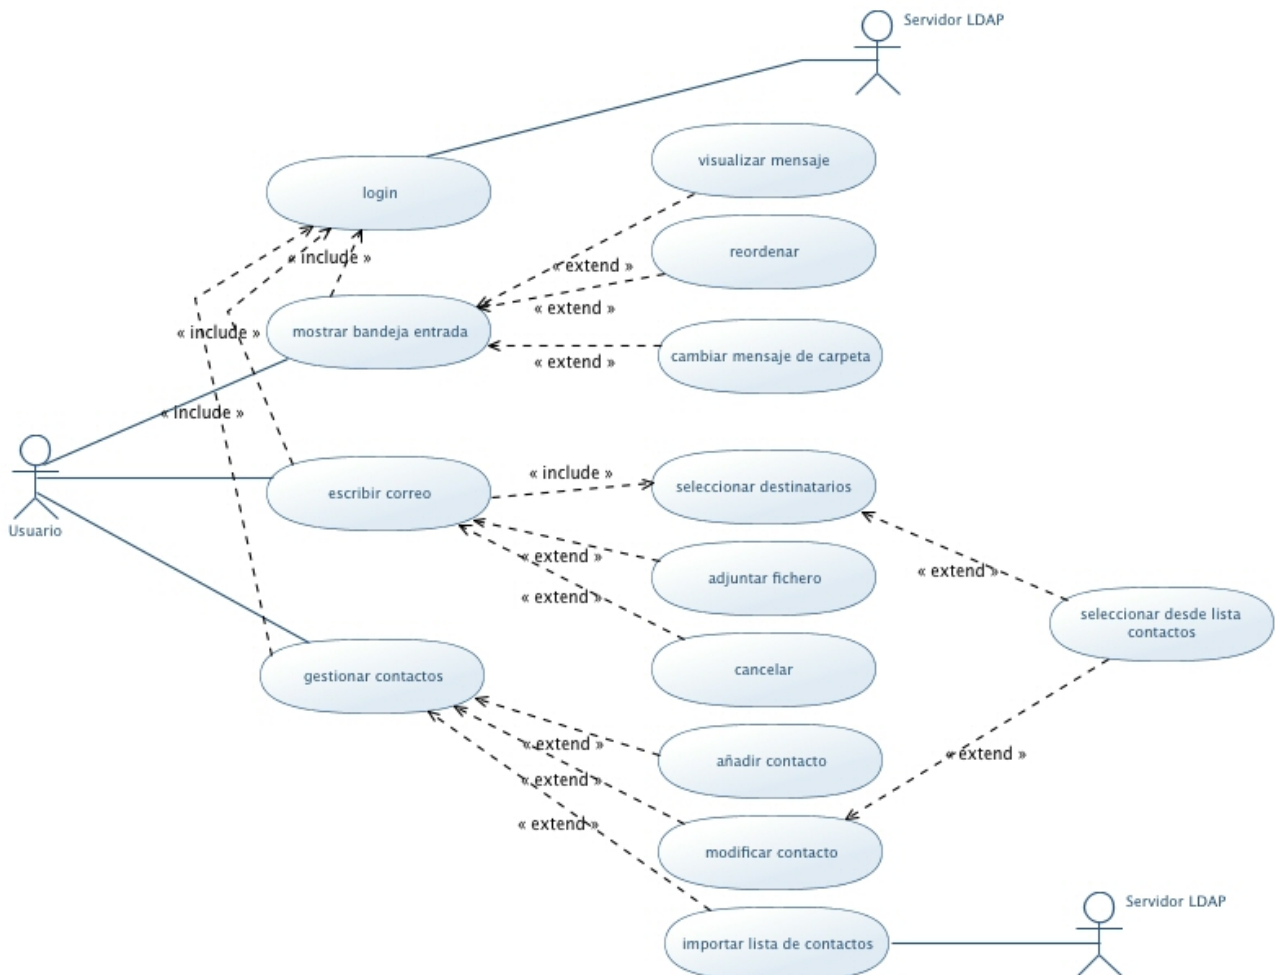 Servidor LDAP
visualizar mensaje
login
reordenar
« include »
« extend »
« extend »
« include »
mostrar bandeja entrada
cambiar mensaje de carpeta
« extend »
« include »
« include »
seleccionar destinatarios
escribir correo
Usuario
« extend »
« extend »
adjuntar fichero
« extend »
seleccionar desde lista
contactos
cancelar
gestionar contactos
« extend »
« extend »
añadir contacto
« extend »
« extend »
modificar contacto
Servidor LDAP
importar lista de contactos